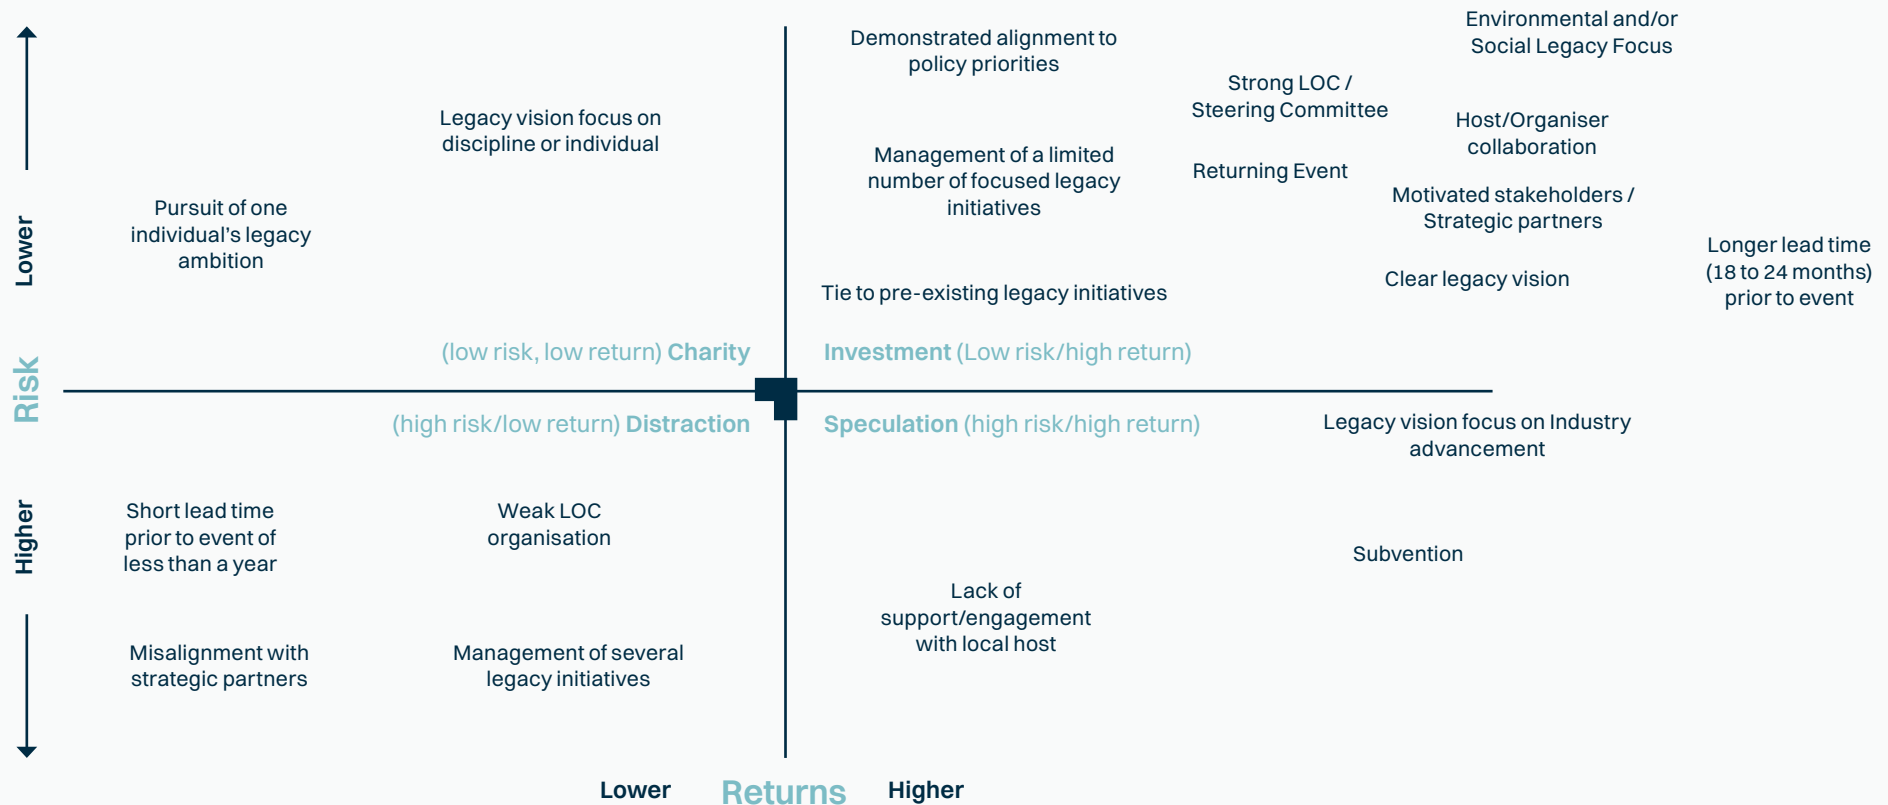 Environmental and/or
Social Legacy Focus
Demonstrated alignment to
policy priorities
Strong LOC /
Steering Committee
Legacy vision focus on
discipline or individual
Host/Organiser
collaboration
Management of a limited
number of focused legacy
initiatives
Returning Event
Motivated stakeholders /
Strategic partners
Pursuit of one
individual's legacy
ambition
Lower
Longer lead time
(18 to 24 months)
prior to event
Clear legacy vision
Tie to pre-existing legacy initiatives
(low risk, low return) Charity
Investment (Low risk/high return)
Risk
(high risk/low return) Distraction
Speculation (high risk/high return)
Legacy vision focus on Industry
advancement
Higher
Short lead time
prior to event of
less than a year
Weak LOC
organisation
Subvention
Lack of
support/engagement
with local host
Misalignment with
strategic partners
Management of several
legacy initiatives
Lower Returns Higher